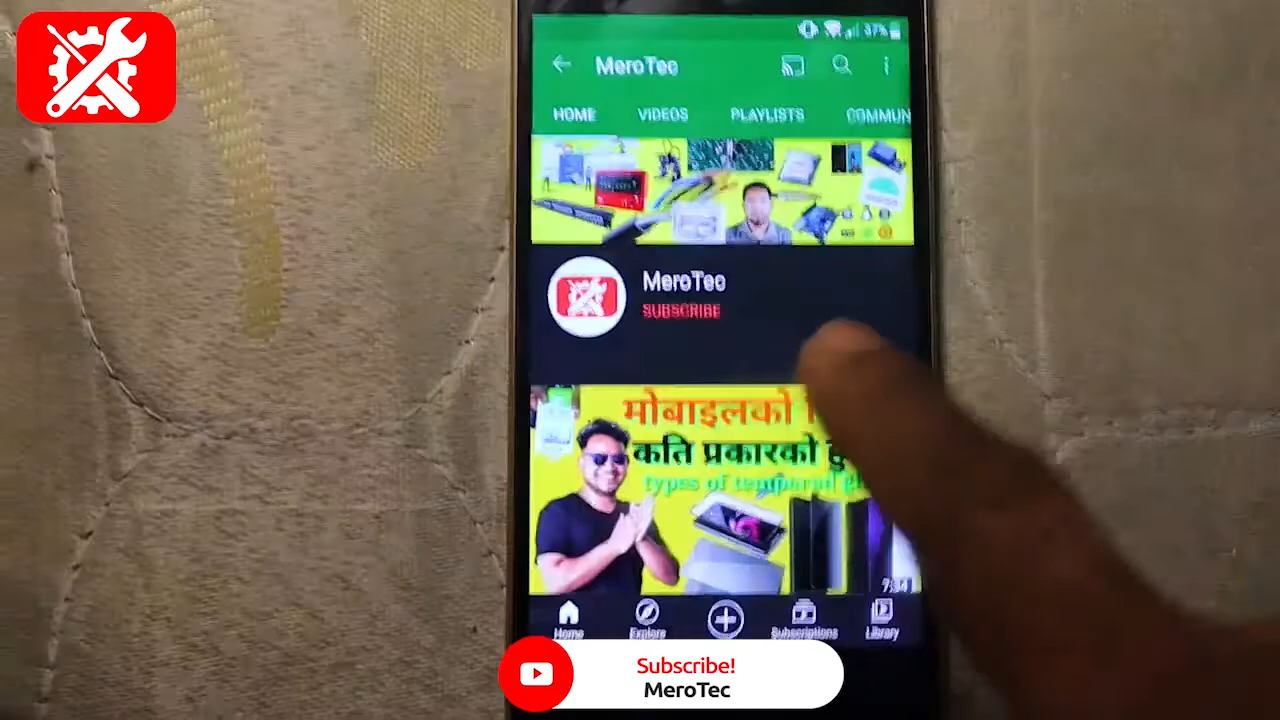 37%
MeroTec
HOME VIDEOS PLAYLISTS COMMUN
MeroTec
SUBSCRIBE
मोबाइलको
कति प्रकारको
types of
7:34
Home Explore Subscriptions Library
Subscribe!
MeroTec